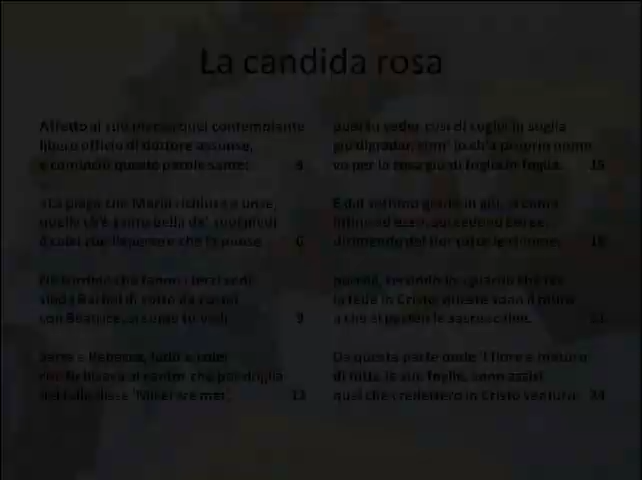 La candida rosa
Affetto al suo piacer, quel contemplante
libero officio di dottore assunse,
e cominciò queste parole sante: 3
«La piaga che Maria richiuse e unse,
quella ch'è tanto bella da' suoi piedi
è colei che l'aperse e che la punse. 6
Ne l'ordine che fanno i terzi sedi,
siede Rachel di sotto da costei
con Beatrice, sì come tu vedi. 9
Sarra e Rebecca, Iudìt e colei
che fu bisava al cantor che per doglia
del fallo disse 'Miserere mei', 12
puoi tu veder così di soglia in soglia
giù digradar, com' io ch'a proprio nome
vo per la rosa giù di foglia in foglia. 15
E dal settimo grado in giù, sì come
infino ad esso, succedono Ebree,
dirimendo del fior tutte le chiome; 18
perché, secondo lo sguardo che fée
la fede in Cristo, queste sono il muro
a che si parton le sacre scalee. 21
Da questa parte onde 'l fiore è maturo
di tutte le sue foglie, sono assisi
quei che credettero in Cristo venturo; 24